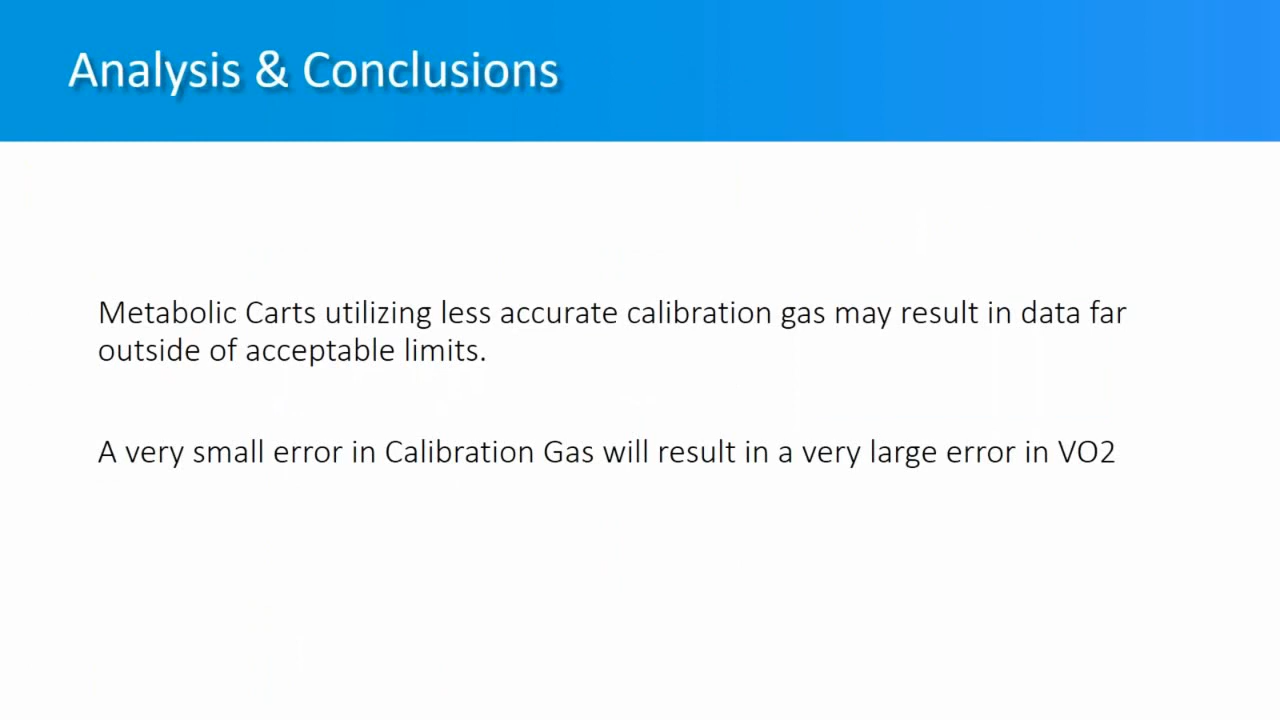 Analysis & Conclusions
Metabolic Carts utilizing less accurate calibration gas may result in data far
outside of acceptable limits.
A very small error in Calibration Gas will result in a very large error in VO2